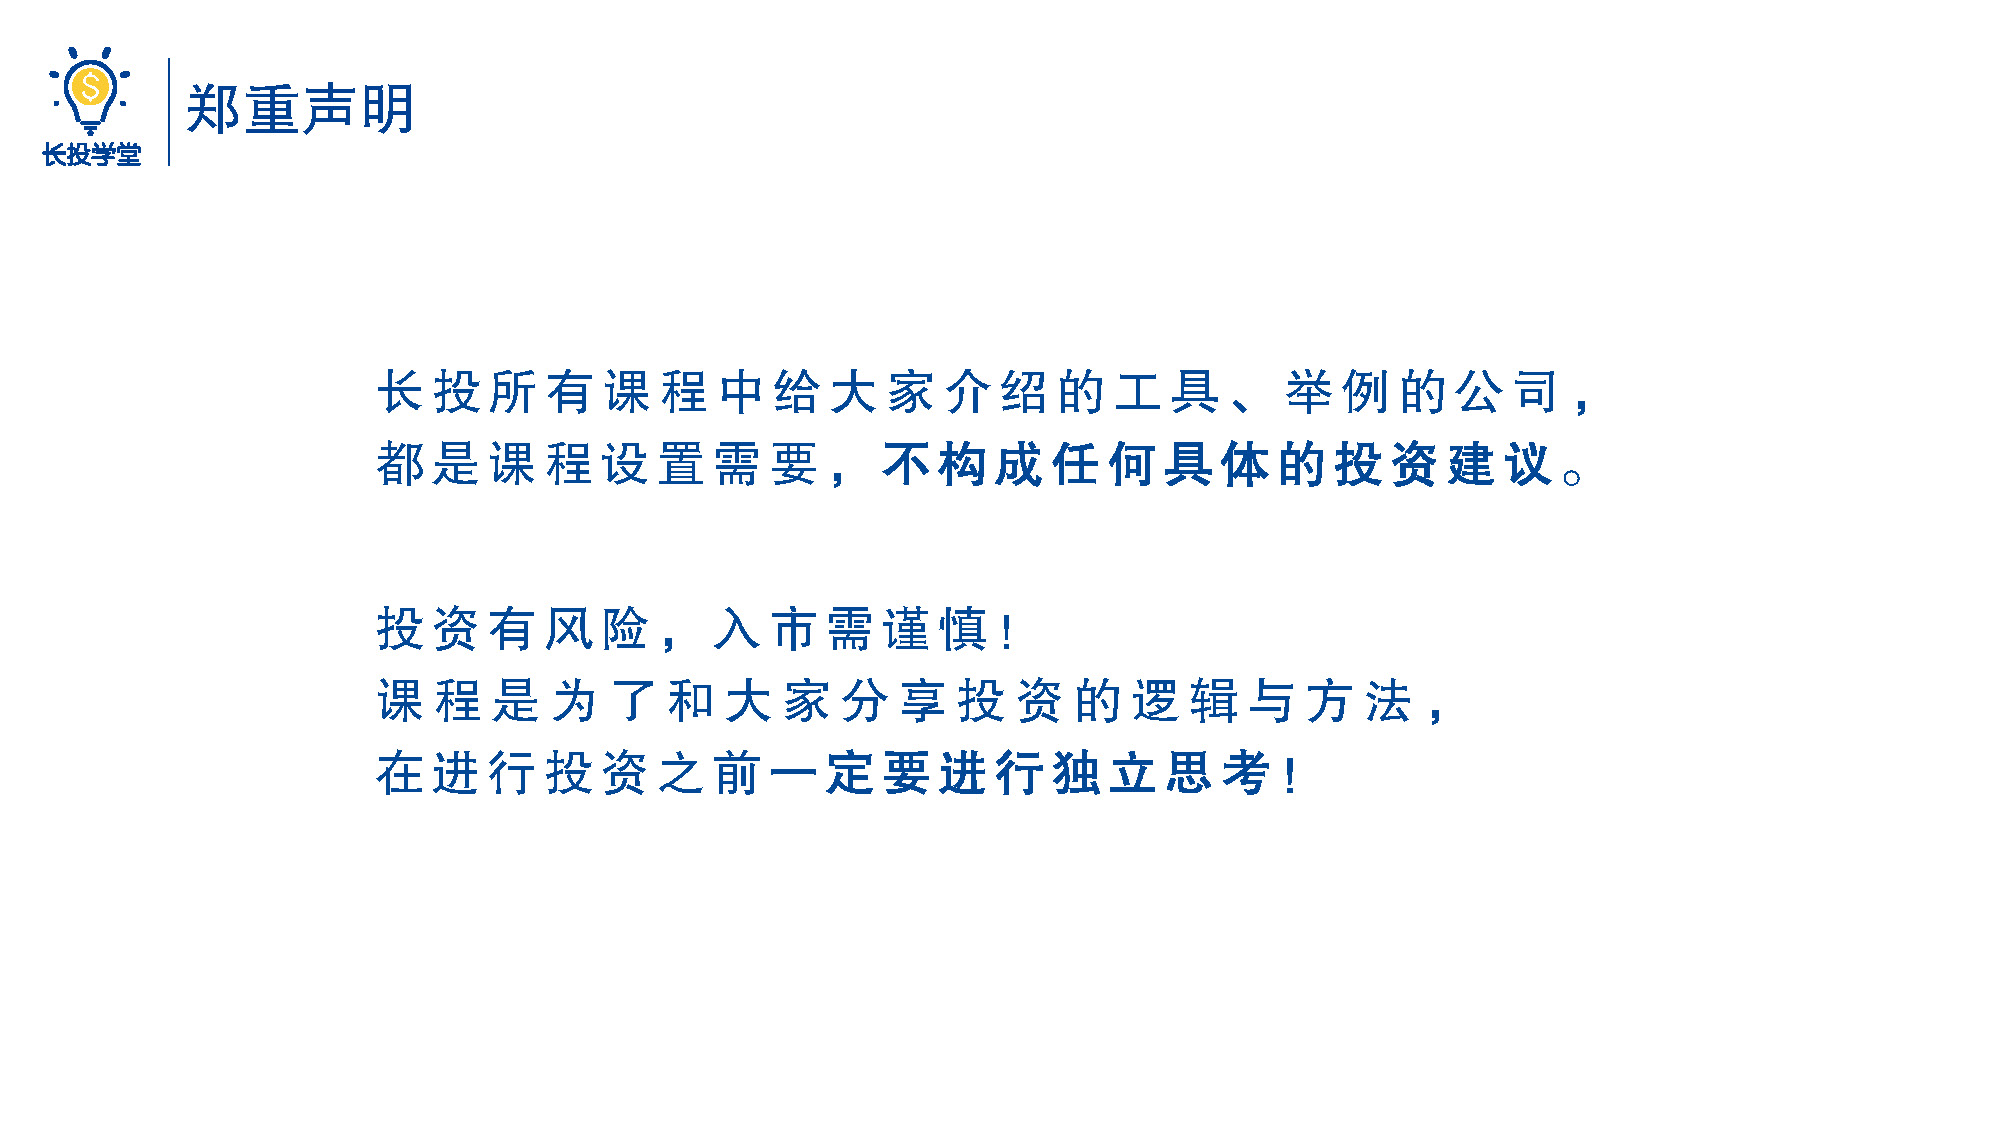 长投学堂
郑重声明
长投所有课程中给大家介绍的工具、举例的公司，
都是课程设置需要，不构成任何具体的投资建议。
投资有风险，入市需谨慎！
课程是为了和大家分享投资的逻辑与方法，
在进行投资之前一定要进行独立思考！